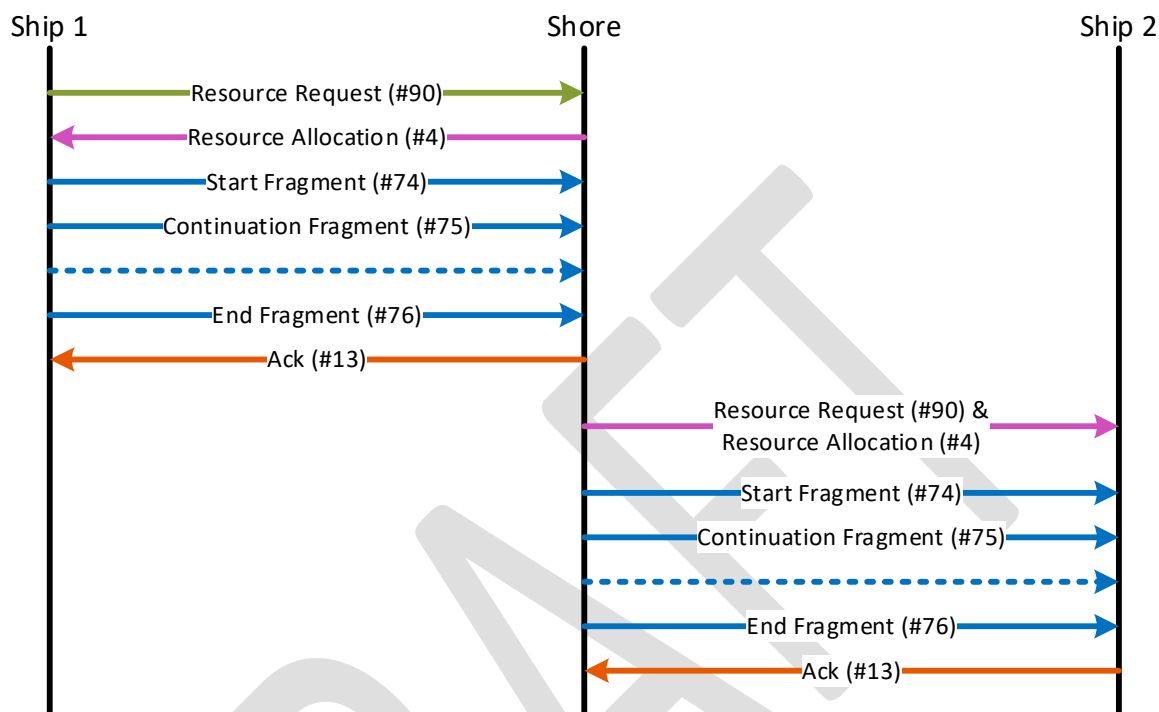 Ship 1
Shore
Ship 2
Resource Request (#90)
Resource Allocation (#4)
Start Fragment (#74)
Continuation Fragment (#75)
End Fragment (#76)
Ack (#13)
Resource Request (#90) &
Resource Allocation (#4)
Start Fragment (#74)
Continuation Fragment (#75)
End Fragment (#76)
Ack (#13)